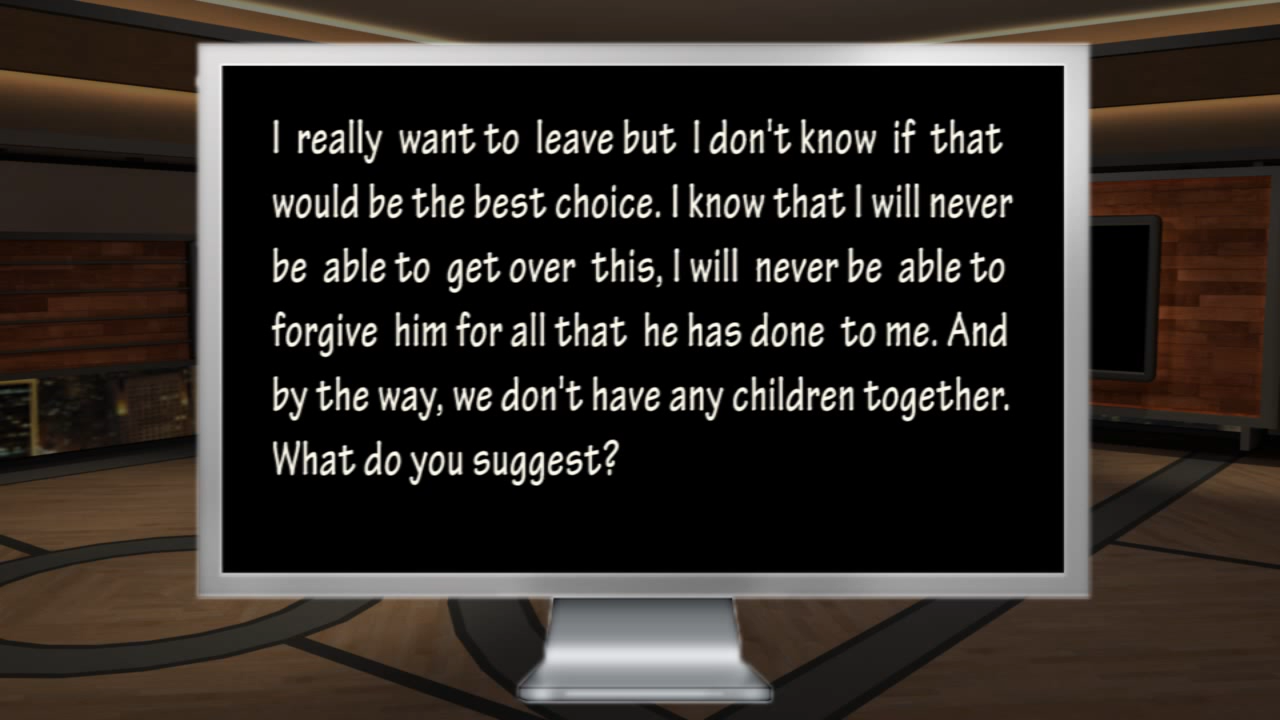 I really want to leave but I don't know if that
would be the best choice. I know that I will never
be able to get over this, I will never be able to
forgive him for all that he has done to me. And
by the way, we don't have any children together.
What do you suggest?